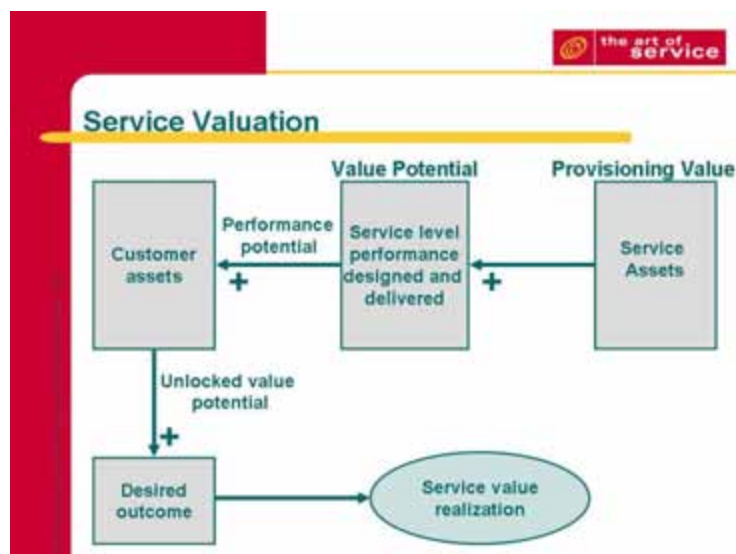 the art of
service
Service Valuation
Value Potential
Provisioning Value
Customer
assets
Performance
potential
Service level
performance
designed and
delivered
Service
Assets
+
+
Unlocked value
potential
+
Desired
outcome
Service value
realization